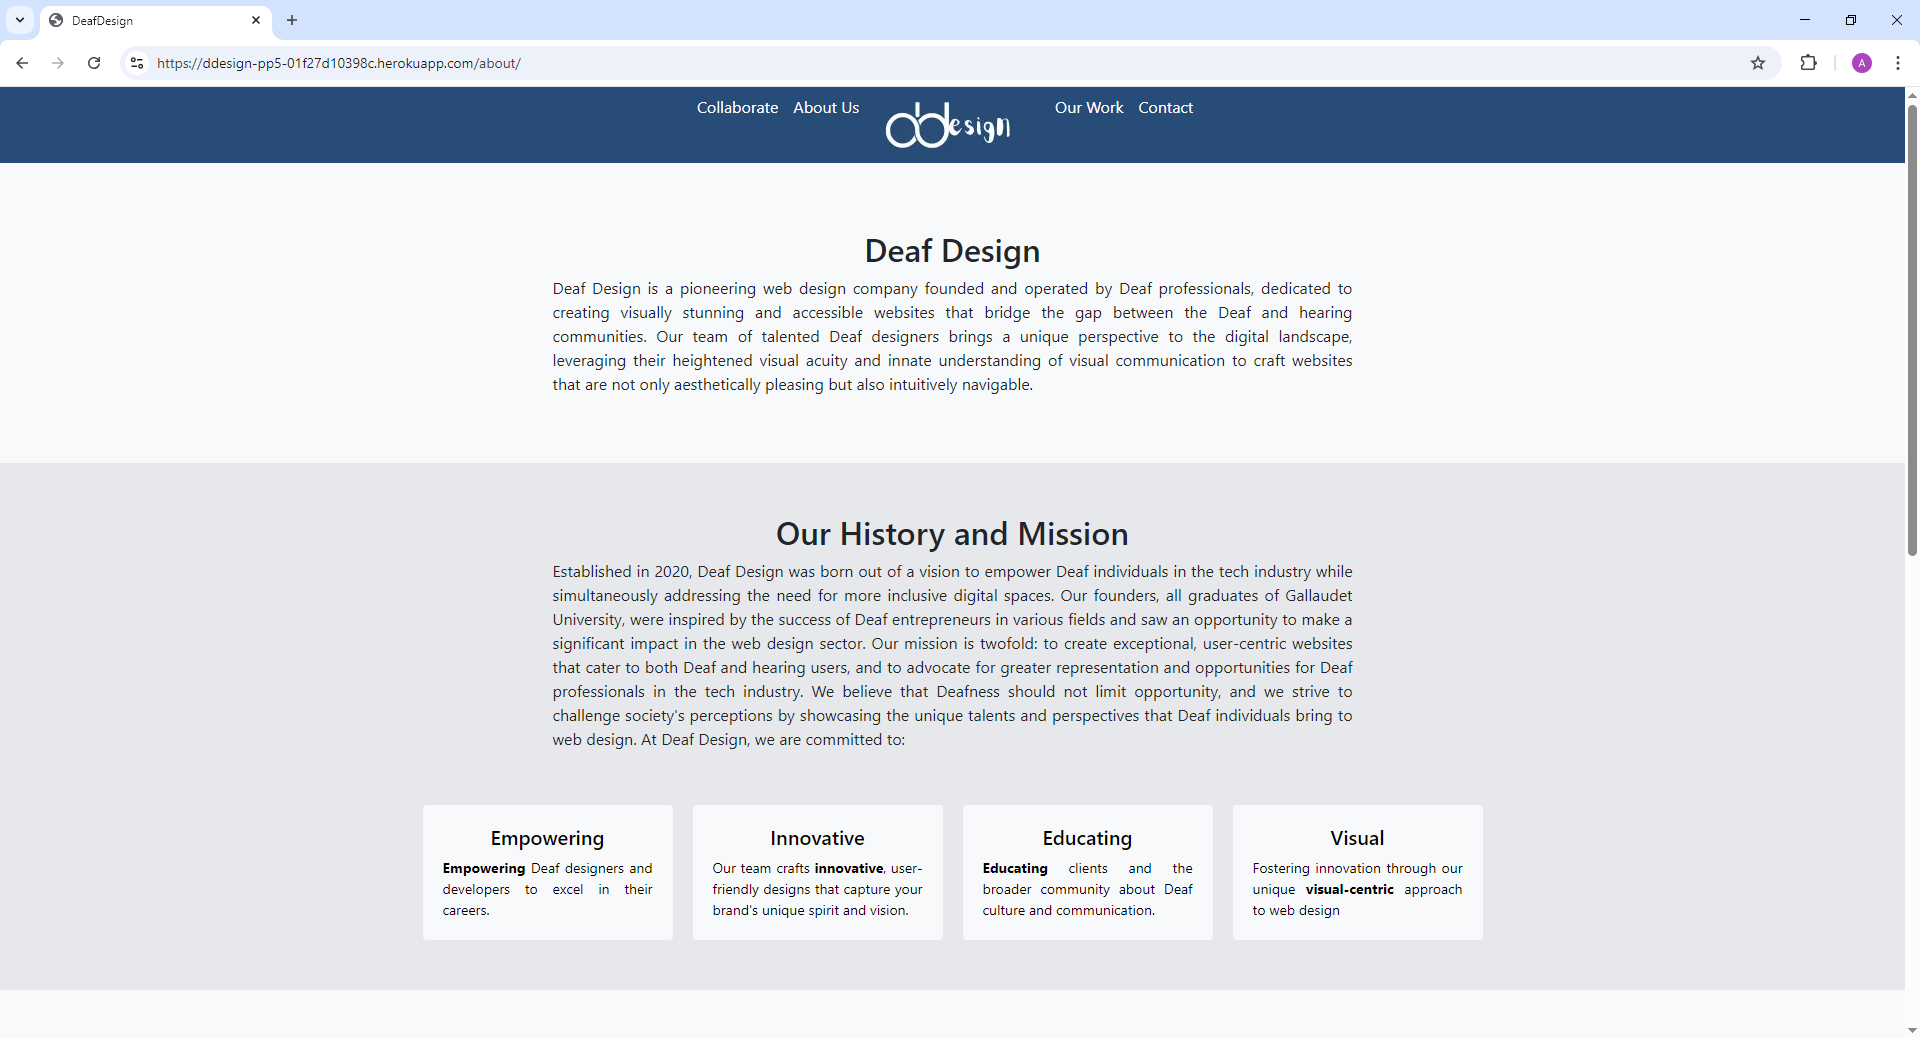 DeafDesign
https://ddesign-pp5-01f27d10398c.herokuapp.com/about/
A
Collaborate About Us ddesign Our Work Contact
Deaf Design
Deaf Design is a pioneering web design company founded and operated by Deaf professionals, dedicated to
creating visually stunning and accessible websites that bridge the gap between the Deaf and hearing
communities. Our team of talented Deaf designers brings a unique perspective to the digital landscape,
leveraging their heightened visual acuity and innate understanding of visual communication to craft websites
that are not only aesthetically pleasing but also intuitively navigable.
Our History and Mission
Established in 2020, Deaf Design was born out of a vision to empower Deaf individuals in the tech industry while
simultaneously addressing the need for more inclusive digital spaces. Our founders, all graduates of Gallaudet
University, were inspired by the success of Deaf entrepreneurs in various fields and saw an opportunity to make a
significant impact in the web design sector. Our mission is twofold: to create exceptional, user-centric websites
that cater to both Deaf and hearing users, and to advocate for greater representation and opportunities for Deaf
professionals in the tech industry. We believe that Deafness should not limit opportunity, and we strive to
challenge society's perceptions by showcasing the unique talents and perspectives that Deaf individuals bring to
web design. At Deaf Design, we are committed to:
Empowering
Empowering Deaf designers and
developers to excel in their
careers.
Innovative
Our team crafts innovative, user-
friendly designs that capture your
brand's unique spirit and vision.
Educating
Educating clients and the
broader community about Deaf
culture and communication.
Visual
Fostering innovation through our
unique visual-centric approach
to web design